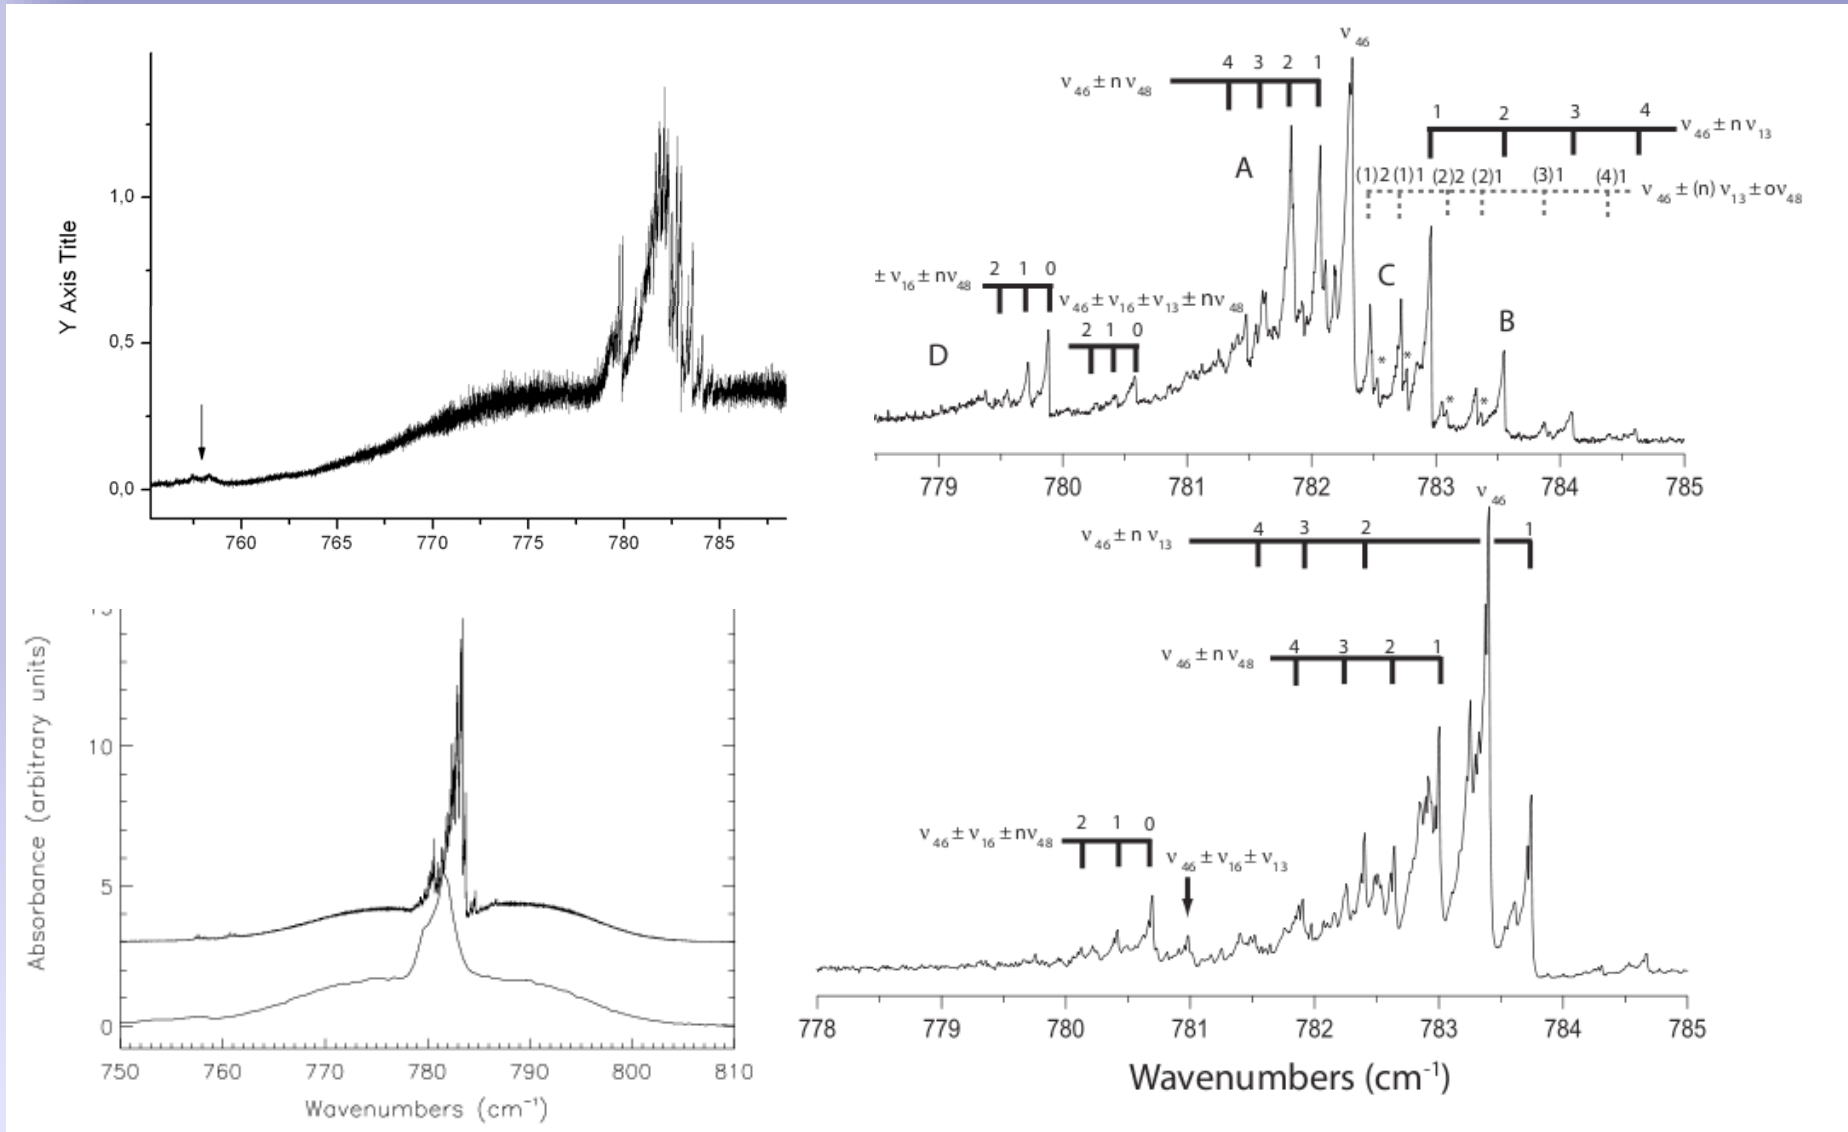 Y Axis Title
1,0
0,5
0,0
760 765 770 775 780 785
ν46
4 3 2 1
ν46 ± n ν48
1 2 3 4
ν46 ± n ν13
A
(1)2 (1)1 (2)2 (2)1 (3)1 (4)1
ν46 ± (n) ν13 ± oν48
C
B
2 1 0
± ν16 ± nν48
ν46 ± ν16 ± ν13 ± nν48
2 1 0
D
* * * *
779 780 781 782 783 784 785
Absorbance (arbitrary units)
10
5
0
750 760 770 780 790 800 810
Wavenumbers (cm⁻¹)
ν46
4 3 2 1
ν46 ± n ν13
4 3 2 1
ν46 ± n ν48
2 1 0
ν46 ± ν16 ± nν48
ν46 ± ν16 ± ν13
778 779 780 781 782 783 784 785
Wavenumbers (cm⁻¹)